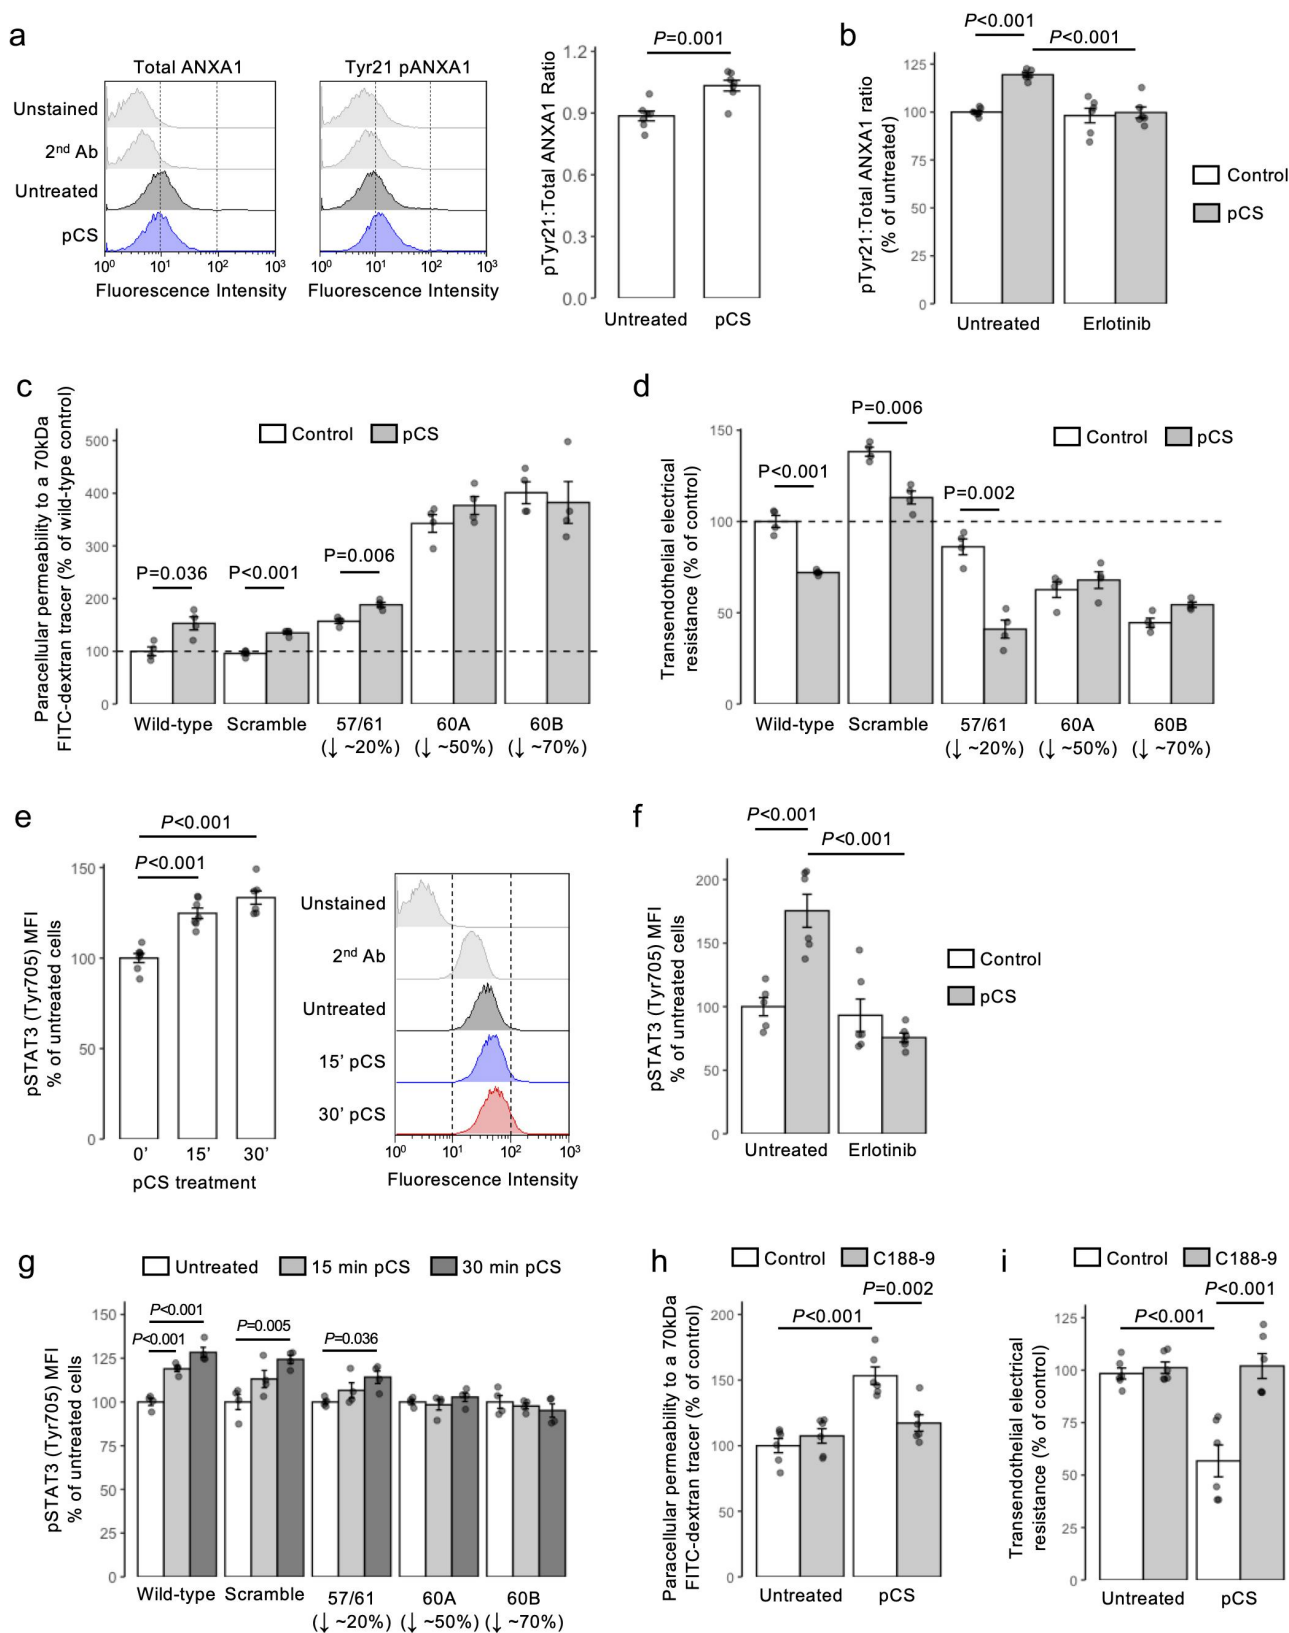 a
Total ANXA1
Tyr21 pANXA1
Unstained
2nd Ab
Untreated
pCS
10⁰ 10¹ 10² 10³
10⁰ 10¹ 10² 10³
Fluorescence Intensity
Fluorescence Intensity
P=0.001
pTyr21:Total ANXA1 Ratio
1.2
0.9
0.6
0.3
0.0
Untreated pCS
b
P<0.001
P<0.001
pTyr21:Total ANXA1 ratio
(% of untreated)
125
100
75
50
25
0
Untreated Erlotinib
Control
pCS
c
Paracellular permeability to a 70kDa
FITC-dextran tracer (% of wild-type control)
Control pCS
500
400
300
200
100
0
P=0.036
P<0.001
P=0.006
Wild-type Scramble 57/61 60A 60B
(↓ ~20%) (↓ ~50%) (↓ ~70%)
d
Transendothelial electrical
resistance (% of control)
Control pCS
150
100
50
0
P<0.001
P=0.006
P=0.002
Wild-type Scramble 57/61 60A 60B
(↓ ~20%) (↓ ~50%) (↓ ~70%)
e
P<0.001
P<0.001
pSTAT3 (Tyr705) MFI
% of untreated cells
150
100
50
0
0’ 15’ 30’
pCS treatment
Unstained
2nd Ab
Untreated
15’ pCS
30’ pCS
10⁰ 10¹ 10² 10³
Fluorescence Intensity
f
P<0.001
P<0.001
pSTAT3 (Tyr705) MFI
% of untreated cells
200
150
100
50
0
Untreated Erlotinib
Control
pCS
g
Untreated 15 min pCS 30 min pCS
pSTAT3 (Tyr705) MFI
% of untreated cells
150
125
100
75
50
25
0
P<0.001
P<0.001
P=0.005
P=0.036
Wild-type Scramble 57/61 60A 60B
(↓ ~20%) (↓ ~50%) (↓ ~70%)
h
Control C188-9
Paracellular permeability to a 70kDa
FITC-dextran tracer (% of control)
200
150
100
50
0
P=0.002
P<0.001
Untreated pCS
i
Control C188-9
Transendothelial electrical
resistance (% of control)
125
100
75
50
25
0
P<0.001
P<0.001
Untreated pCS